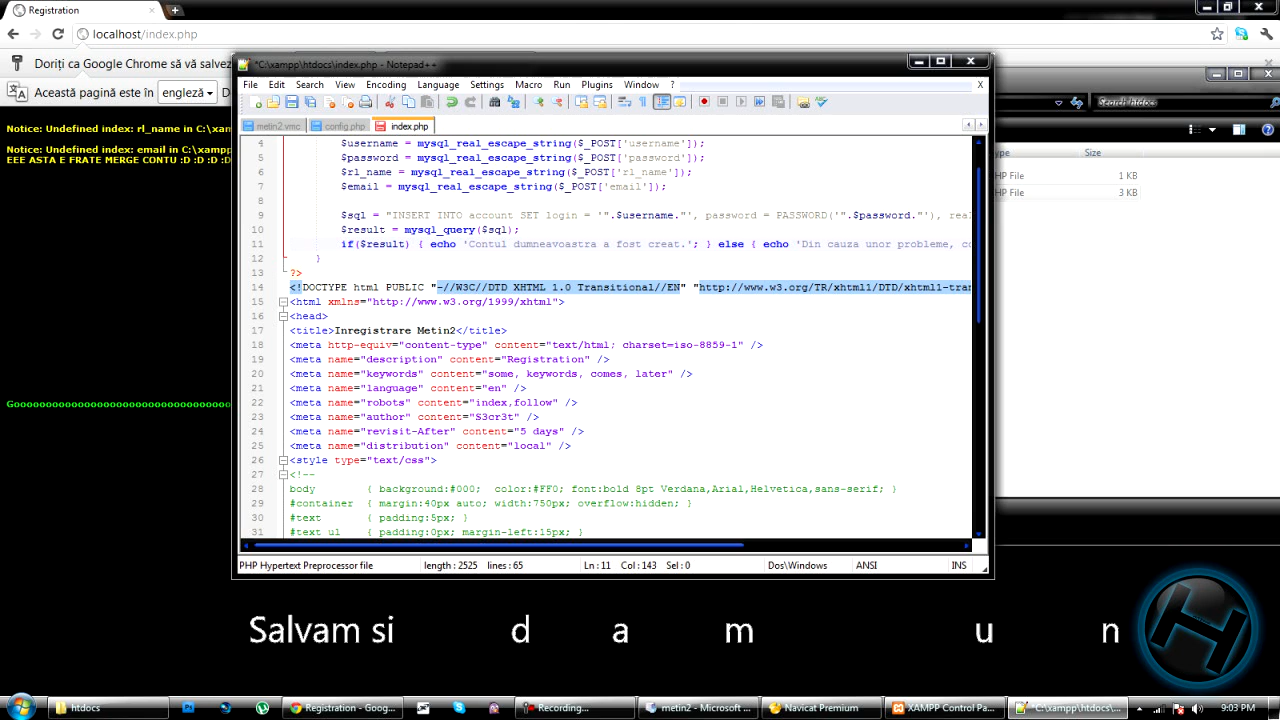 Registration
localhost/index.php
Doriți ca Google Chrome să vă salvez
Această pagină este în engleză
Notice: Undefined index: rl_name in C:\xam
Notice: Undefined index: email in C:\xampp
EEE ASTA E FRATE MERGE CONTU :D :D :D :D
*C:\xampp\htdocs\index.php - Notepad++
File Edit Search View Encoding Language Settings Macro Run Plugins Window ? X
metin2.vmc config.php index.php
4 $username = mysql_real_escape_string($_POST['username']);
5 $password = mysql_real_escape_string($_POST['password']);
6 $rl_name = mysql_real_escape_string($_POST['rl_name']);
7 $email = mysql_real_escape_string($_POST['email']);
8
9 $sql = "INSERT INTO account SET login = '".$username."', password = PASSWORD('".$password."'), real
10 $result = mysql_query($sql);
11 if($result) { echo 'Contul dumneavoastra a fost creat.'; } else { echo 'Din cauza unor probleme, co
12 }
13 ?>
14 <!DOCTYPE html PUBLIC "-//W3C//DTD XHTML 1.0 Transitional//EN" "http://www.w3.org/TR/xhtml1/DTD/xhtml1-tran
15 <html xmlns="http://www.w3.org/1999/xhtml">
16 <head>
17 <title>Inregistrare Metin2</title>
18 <meta http-equiv="content-type" content="text/html; charset=iso-8859-1" />
19 <meta name="description" content="Registration" />
20 <meta name="keywords" content="some, keywords, comes, later" />
21 <meta name="language" content="en" />
22 <meta name="robots" content="index,follow" />
23 <meta name="author" content="S3cr3t" />
24 <meta name="revisit-After" content="5 days" />
25 <meta name="distribution" content="local" />
26 <style type="text/css">
27 <!--
28 body { background:#000; color:#FF0; font:bold 8pt Verdana,Arial,Helvetica,sans-serif; }
29 #container { margin:40px auto; width:750px; overflow:hidden; }
30 #text { padding:5px; }
31 #text ul { padding:0px; margin-left:15px; }
PHP Hypertext Preprocessor file length : 2525 lines : 65 Ln : 11 Col : 143 Sel : 0 Dos\Windows ANSI INS
Search htdocs
ype Size
HP File 1 KB
HP File 3 KB
Salvam si d a m u n
htdocs Registration - Goog... Recording... metin2 - Microsoft ... Navicat Premium XAMPP Control Pa... *C:\xampp\htdocs\... 9:03 PM